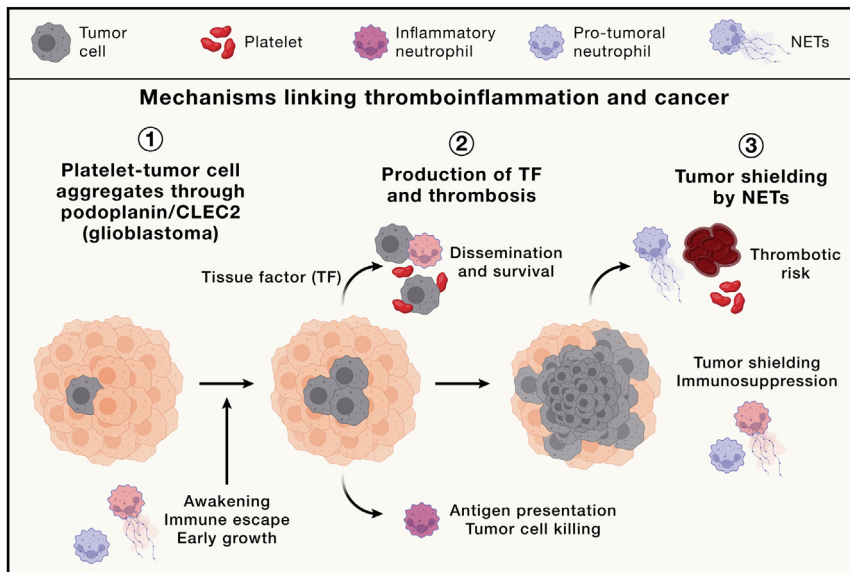 Tumor
cell
Platelet
Inflammatory
neutrophil
Pro-tumoral
neutrophil
NETs
Mechanisms linking thromboinflammation and cancer
1
Platelet-tumor cell
aggregates through
podoplanin/CLEC2
(glioblastoma)
2
Production of TF
and thrombosis
3
Tumor shielding
by NETs
Tissue factor (TF)
Dissemination
and survival
Thrombotic
risk
Tumor shielding
Immunosuppression
Awakening
Immune escape
Early growth
Antigen presentation
Tumor cell killing